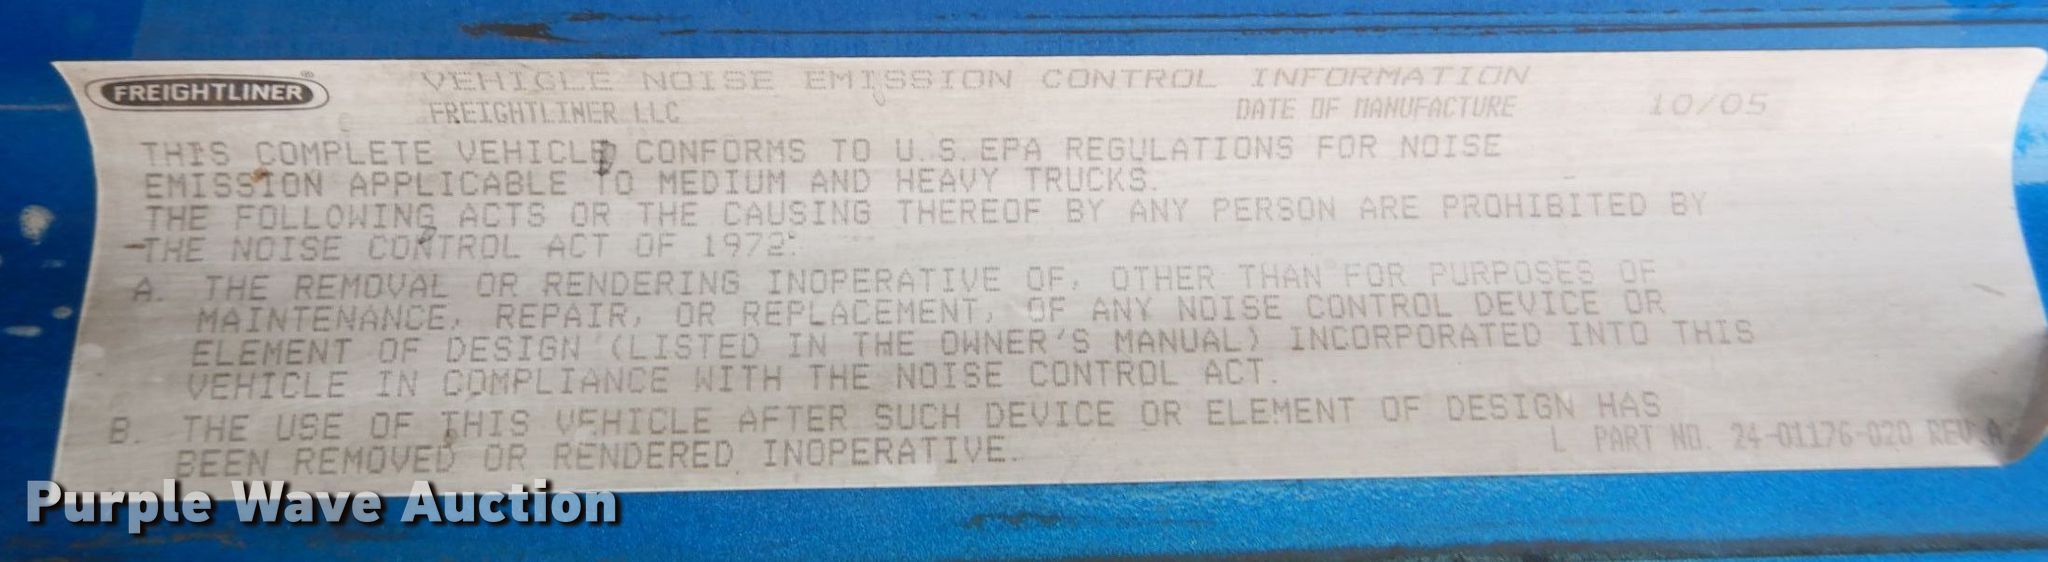 FREIGHTLINER® VEHICLE NOISE EMISSION CONTROL INFORMATION
FREIGHTLINER LLC DATE OF MANUFACTURE 10/05
THIS COMPLETE VEHICLE CONFORMS TO U.S. EPA REGULATIONS FOR NOISE
EMISSION APPLICABLE TO MEDIUM AND HEAVY TRUCKS.
THE FOLLOWING ACTS OR THE CAUSING THEREOF BY ANY PERSON ARE PROHIBITED BY
THE NOISE CONTROL ACT OF 1972:
A. THE REMOVAL OR RENDERING INOPERATIVE OF, OTHER THAN FOR PURPOSES OF
MAINTENANCE, REPAIR, OR REPLACEMENT, OF ANY NOISE CONTROL DEVICE OR
ELEMENT OF DESIGN (LISTED IN THE OWNER'S MANUAL) INCORPORATED INTO THIS
VEHICLE IN COMPLIANCE WITH THE NOISE CONTROL ACT.
B. THE USE OF THIS VEHICLE AFTER SUCH DEVICE OR ELEMENT OF DESIGN HAS
BEEN REMOVED OR RENDERED INOPERATIVE.
L PART NO. 24-01176-020 REV A
Purple Wave Auction